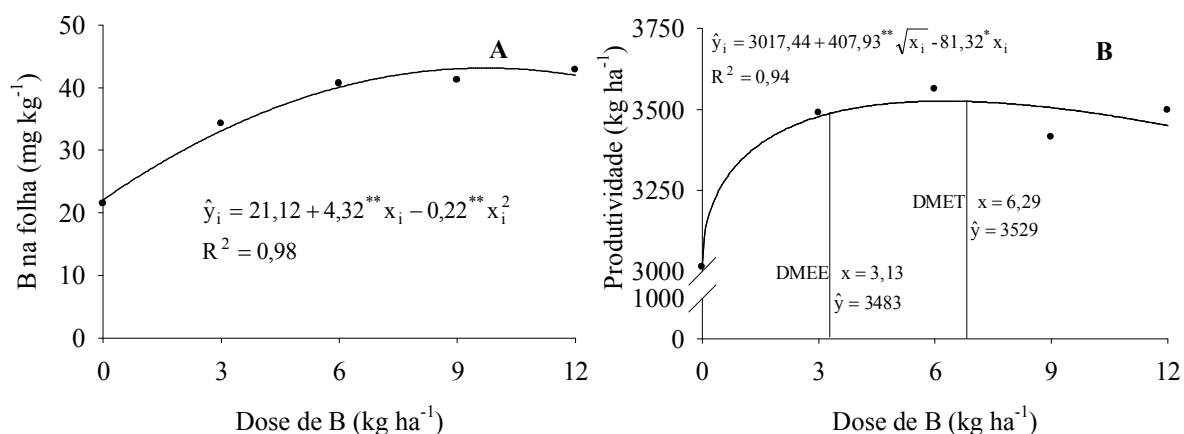 A
B na folha (mg kg⁻¹)
50
40
30
20
10
0
ŷᵢ = 21,12 + 4,32** xᵢ − 0,22** xᵢ²
R² = 0,98
0 3 6 9 12
Dose de B (kg ha⁻¹)
B
Produtividade (kg ha⁻¹)
3750
3500
3250
3000
1000
0
ŷᵢ = 3017,44 + 407,93** √xᵢ - 81,32* xᵢ
R² = 0,94
DMET x = 6,29
ŷ = 3529
DMEE x = 3,13
ŷ = 3483
0 3 6 9 12
Dose de B (kg ha⁻¹)